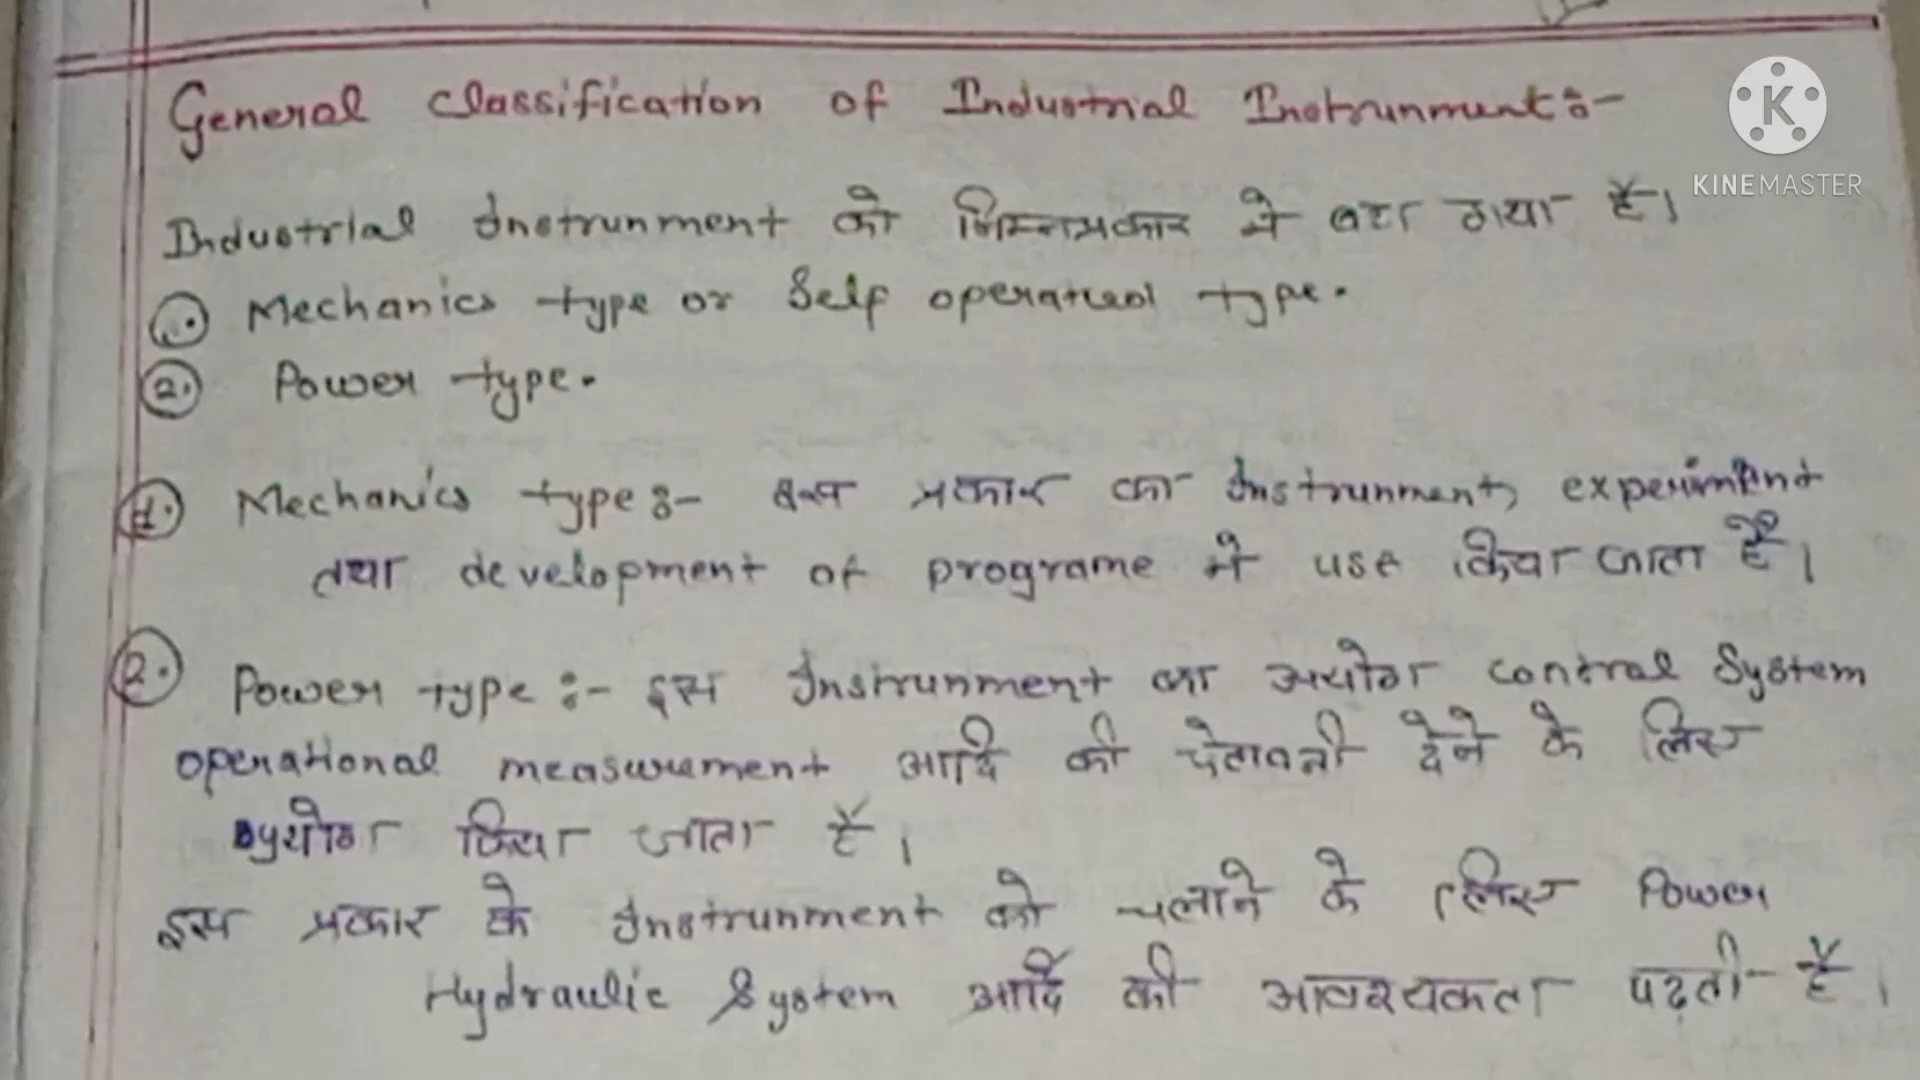 General classification of Industrial Instrunment:-
KINEMASTER
Industrial Instrunment को निम्नप्रकार मे बटा गया है।
1. Mechanics type or Self operated type.
2. Power type.
1. Mechanics type:- इस प्रकार का Instrunment, experiment
तथा development of programe मे use किया जाता है।
2. Power type:- इस Instrunment का प्रयोग control System
operational measurement आदि की चेतावनी देने के लिए
प्रयोग किया जाता है।
इस प्रकार के Instrunment को चलाने के लिए Power
Hydraulic System आदि की आवश्यकता पढ़ती है।